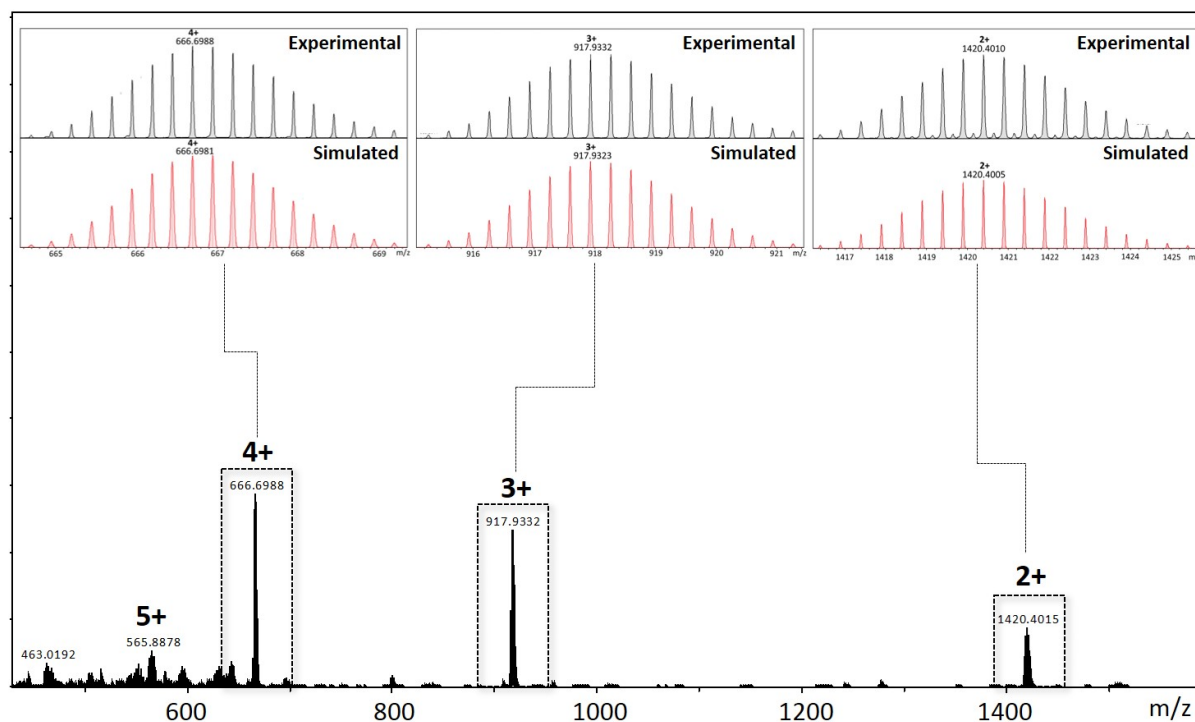 4+
666.6988
Experimental
4+
666.6981
Simulated
665 666 667 668 669 m/z
3+
917.9332
Experimental
3+
917.9323
Simulated
916 917 918 919 920 921 m/z
2+
1420.4010
Experimental
2+
1420.4005
Simulated
1417 1418 1419 1420 1421 1422 1423 1424 1425 m
4+
666.6988
3+
917.9332
2+
1420.4015
5+
565.8878
463.0192
600 800 1000 1200 1400 m/z